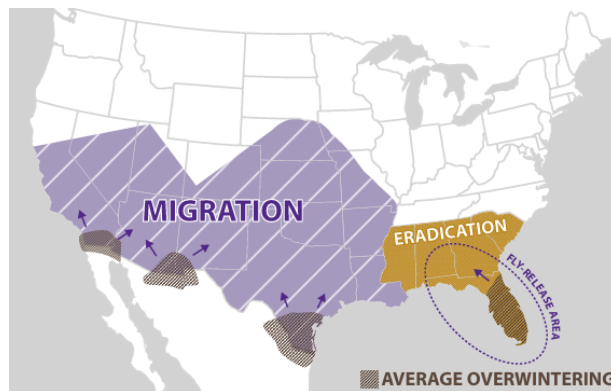 MIGRATION
ERADICATION
FLY-RELEASE AREA
AVERAGE OVERWINTERING